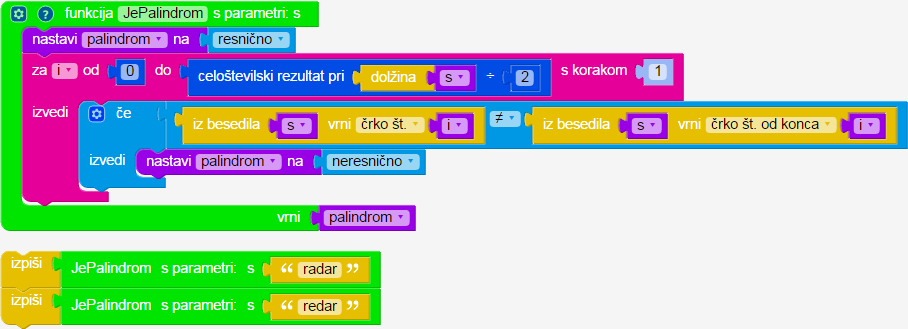 ? funkcija JePalindrom s parametri: s
nastavi palindrom na resnično
za i od 0 do celoštevilski rezultat pri dolžina s ÷ 2 s korakom 1
izvedi če iz besedila s vrni črko št. i ≠ iz besedila s vrni črko št. od konca i
izvedi nastavi palindrom na neresnično
vrni palindrom
izpiši JePalindrom s parametri: s “ radar ”
izpiši JePalindrom s parametri: s “ redar ”